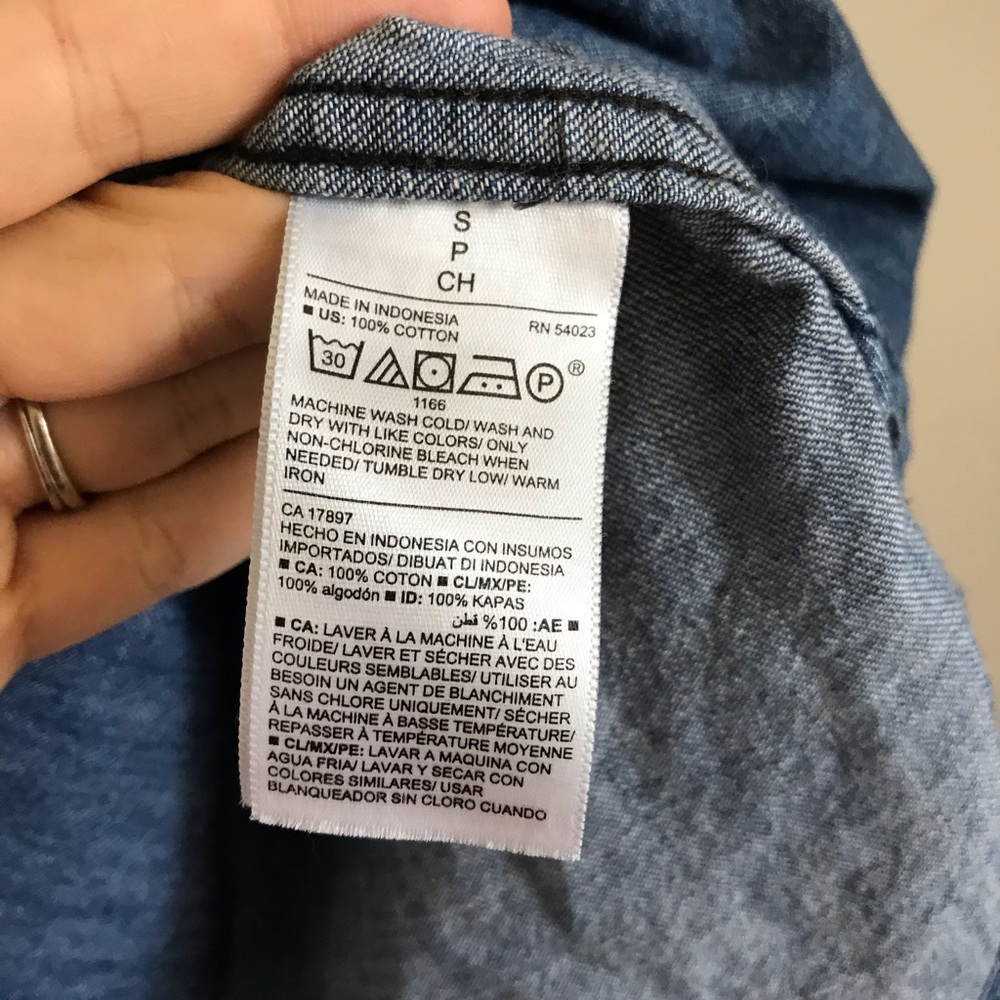 S
P
CH
MADE IN INDONESIA
■ US: 100% COTTON RN 54023
30 P ®
1166
MACHINE WASH COLD/ WASH AND
DRY WITH LIKE COLORS/ ONLY
NON-CHLORINE BLEACH WHEN
NEEDED/ TUMBLE DRY LOW/ WARM
IRON
CA 17897
HECHO EN INDONESIA CON INSUMOS
IMPORTADOS/ DIBUAT DI INDONESIA
■ CA: 100% COTON ■ CL/MX/PE:
100% algodón ■ ID: 100% KAPAS
■ AE: 100% قطن
■ CA: LAVER À LA MACHINE À L'EAU
FROIDE/ LAVER ET SÉCHER AVEC DES
COULEURS SEMBLABLES/ UTILISER AU
BESOIN UN AGENT DE BLANCHIMENT
SANS CHLORE UNIQUEMENT/ SÉCHER
À LA MACHINE À BASSE TEMPÉRATURE/
REPASSER À TEMPÉRATURE MOYENNE
■ CL/MX/PE: LAVAR A MAQUINA CON
AGUA FRIA/ LAVAR Y SECAR CON
COLORES SIMILARES/ USAR
BLANQUEADOR SIN CLORO CUANDO